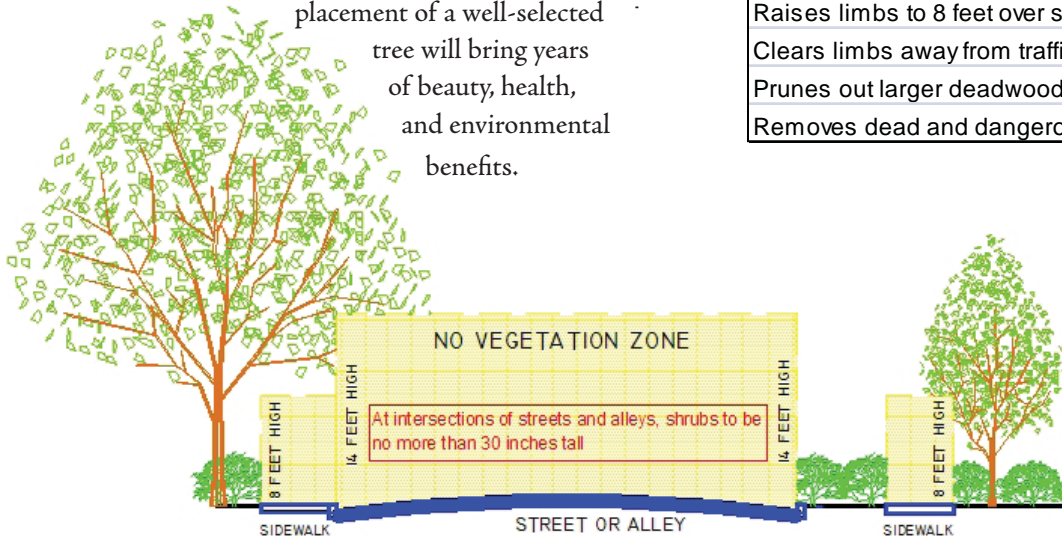 placement of a well-selected
tree will bring years
of beauty, health,
and environmental
benefits.
Raises limbs to 8 feet over
Clears limbs away from
Prunes out larger deadwood
Removes dead and
NO VEGETATION ZONE
14 FEET HIGH
At intersections of streets and alleys, shrubs to be
no more than 30 inches tall
14 FEET HIGH
8 FEET HIGH
8 FEET HIGH
SIDEWALK
STREET OR ALLEY
SIDEWALK